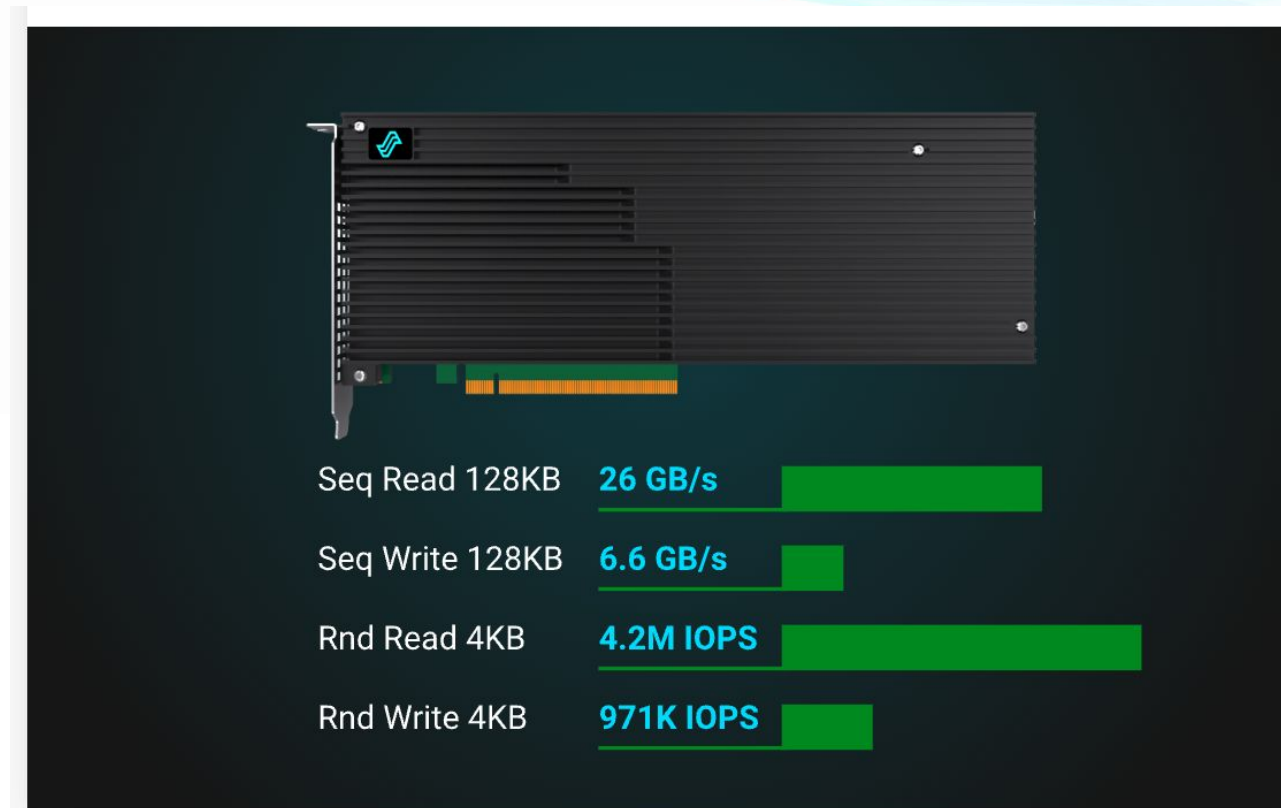 Seq Read 128KB 26 GB/s
Seq Write 128KB 6.6 GB/s
Rnd Read 4KB 4.2M IOPS
Rnd Write 4KB 971K IOPS